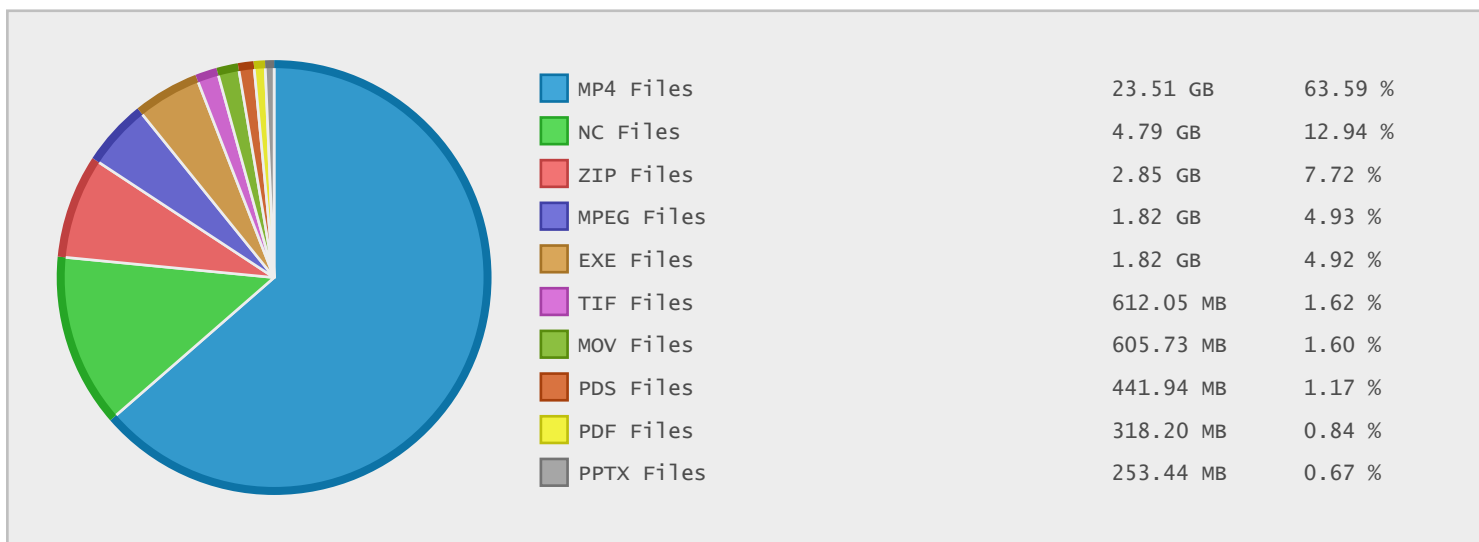 MP4 Files 23.51 GB 63.59 %
NC Files 4.79 GB 12.94 %
ZIP Files 2.85 GB 7.72 %
MPEG Files 1.82 GB 4.93 %
EXE Files 1.82 GB 4.92 %
TIF Files 612.05 MB 1.62 %
MOV Files 605.73 MB 1.60 %
PDS Files 441.94 MB 1.17 %
PDF Files 318.20 MB 0.84 %
PPTX Files 253.44 MB 0.67 %